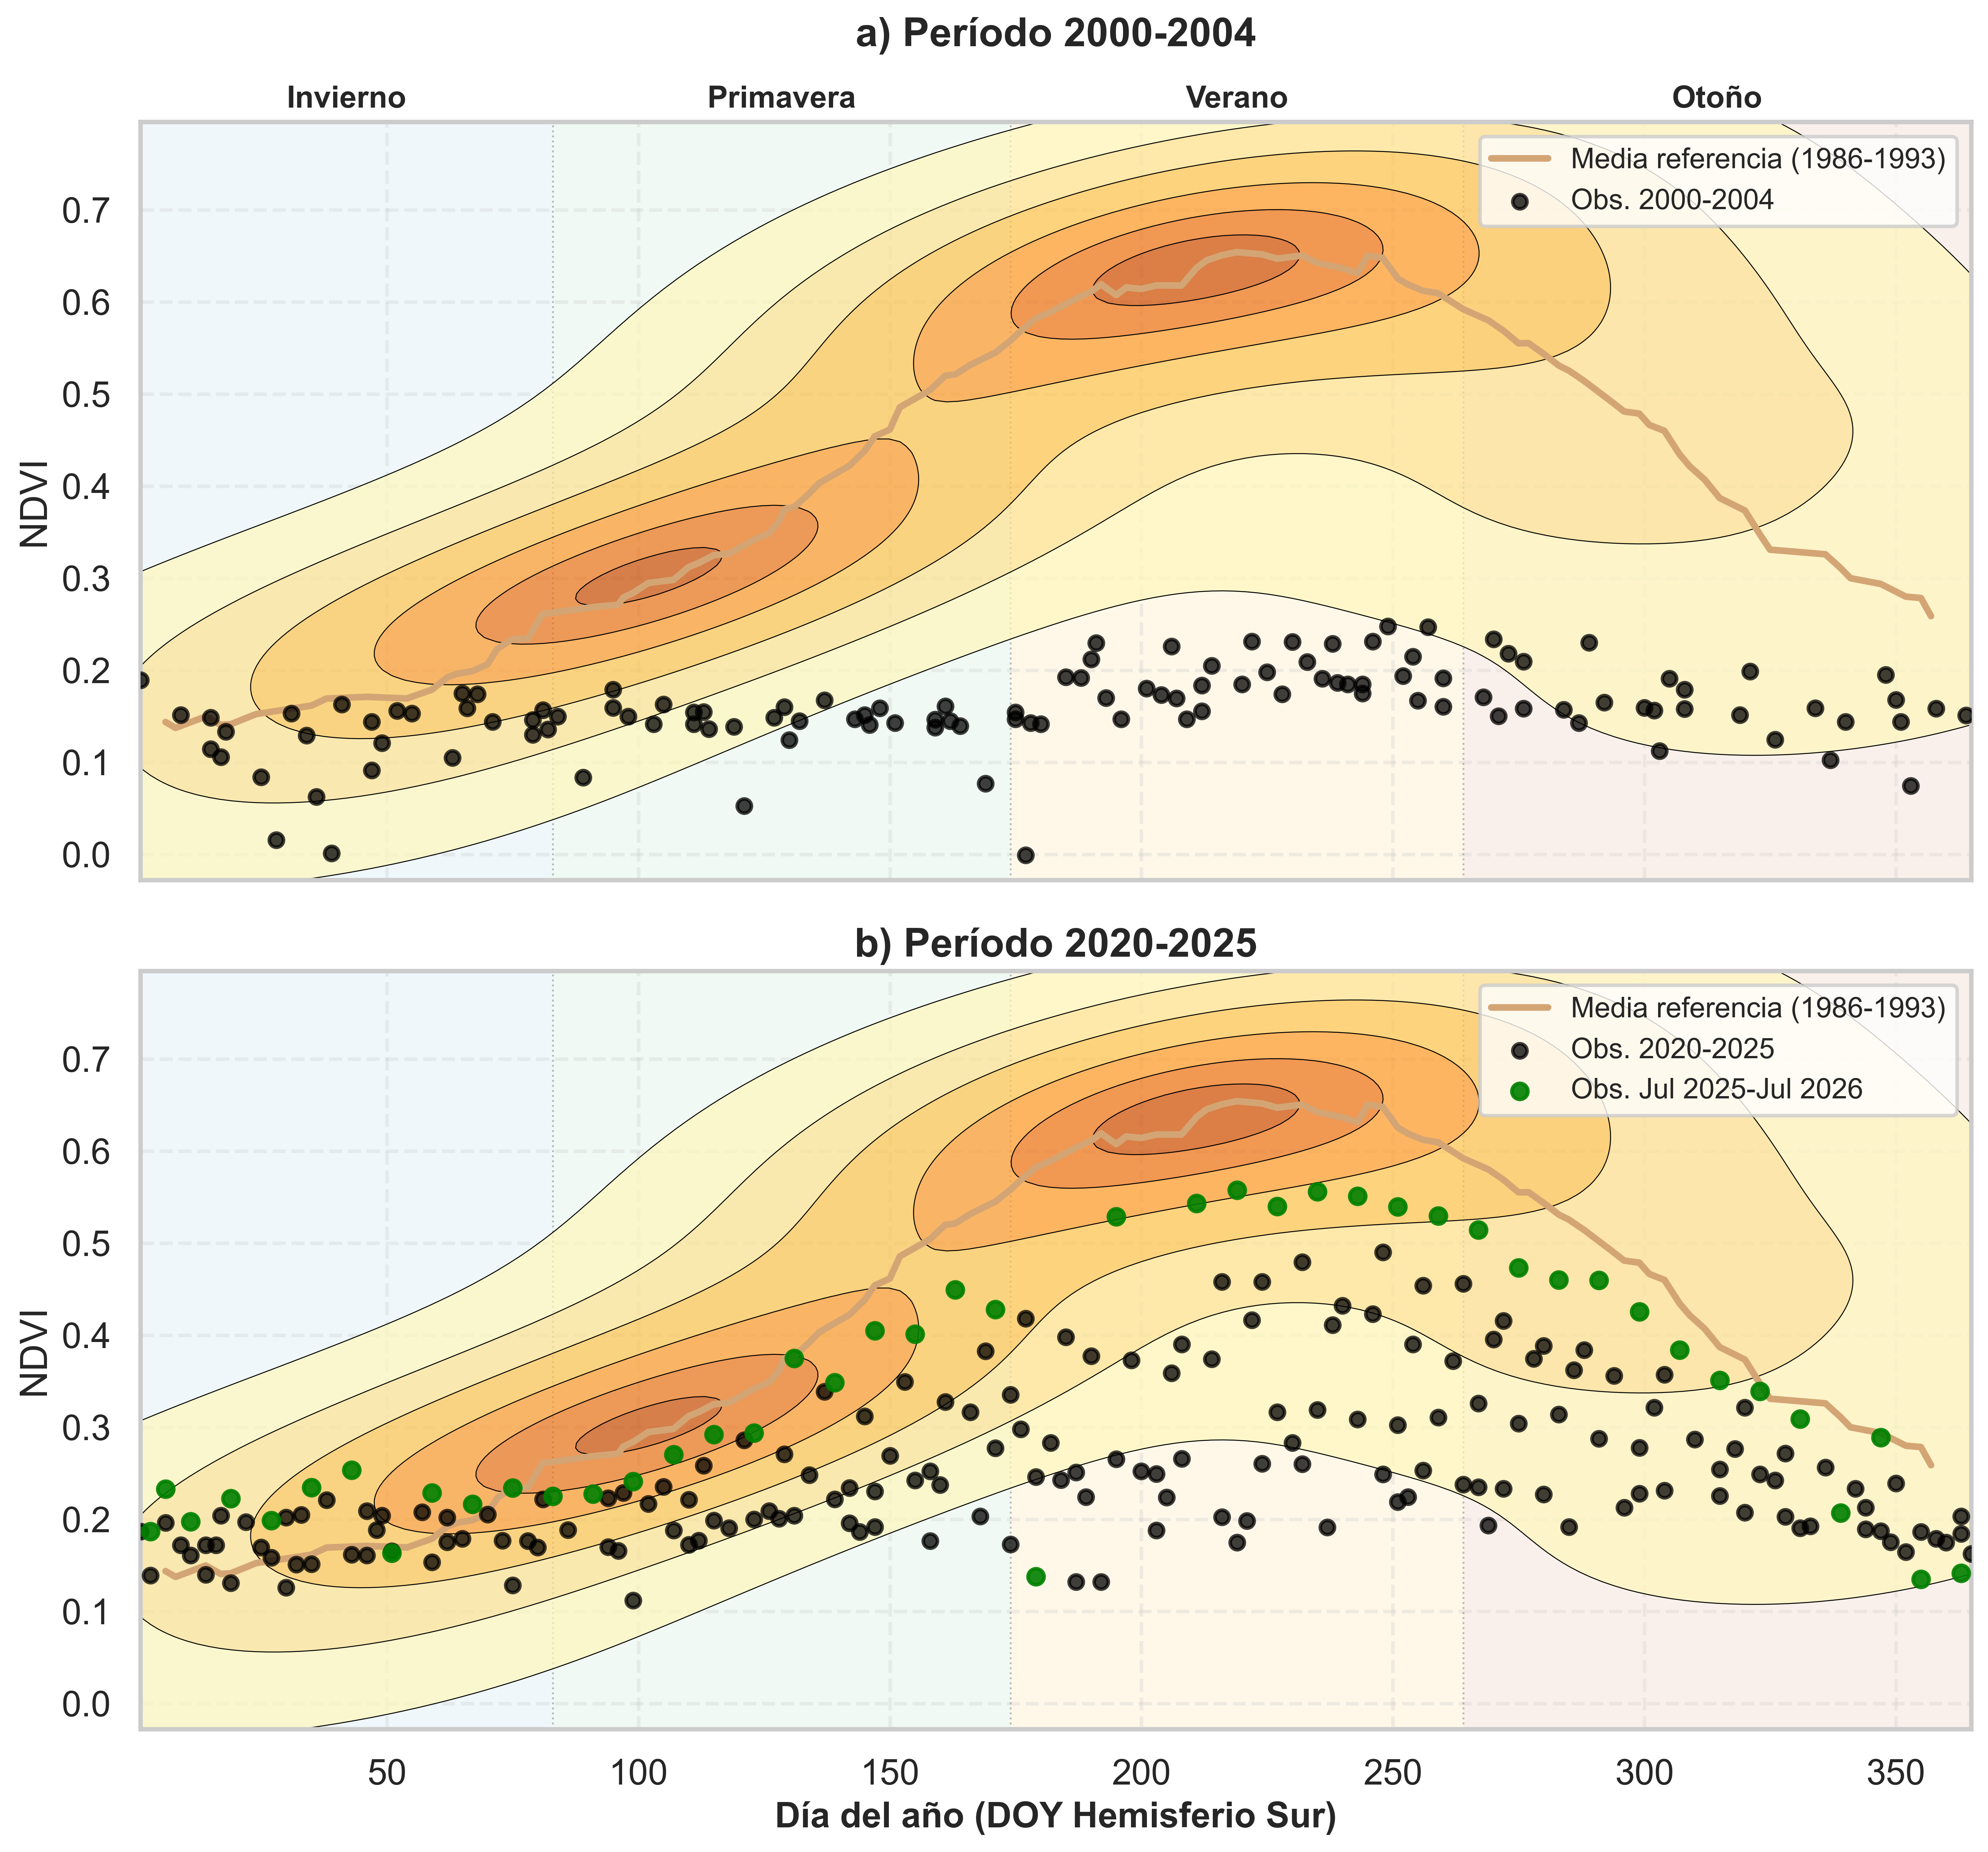 a) Período 2000-2004
Invierno Primavera Verano Otoño
Media referencia (1986-1993)
Obs. 2000-2004
0.7
0.6
0.5
0.4
0.3
0.2
0.1
0.0
NDVI
b) Período 2020-2025
Media referencia (1986-1993)
Obs. 2020-2025
Obs. Jul 2025-Jul 2026
0.7
0.6
0.5
0.4
0.3
0.2
0.1
0.0
NDVI
50 100 150 200 250 300 350
Día del año (DOY Hemisferio Sur)